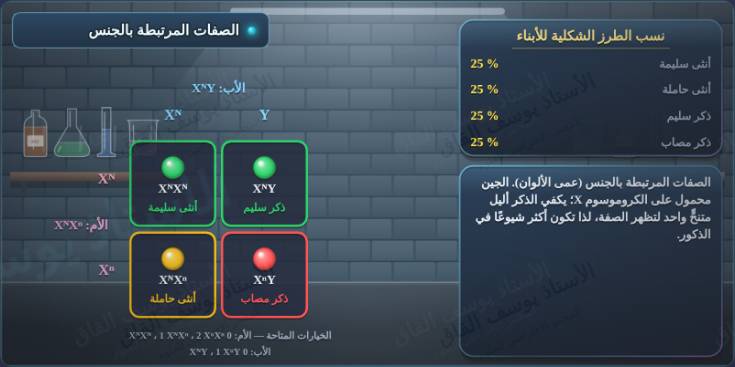 الصفات المرتبطة بالجنس
نسب الطرز الشكلية للأبناء
أنثى سليمة 25 %
أنثى حاملة 25 %
ذكر سليم 25 %
ذكر مصاب 25 %
الصفات المرتبطة بالجنس (عمى الألوان). الجين
محمول على الكروموسوم X؛ يكفي الذكر أليل
متنحٍّ واحد لتظهر الصفة، لذا تكون أكثر شيوعًا في
الذكور.
الأب: XᴺY
Xᴺ Y
Xᴺ
XᴺXᴺ XᴺY
أنثى سليمة ذكر سليم
الأم: XᴺXⁿ
Xⁿ
XᴺXⁿ XⁿY
أنثى حاملة ذكر مصاب
الخيارات المتاحة — الأم: 0 XᴺXᴺ ، 1 XᴺXⁿ ، 2 XⁿXⁿ
الأب: 0 XᴺY ، 1 XⁿY
الأستاذ يوسف القاق